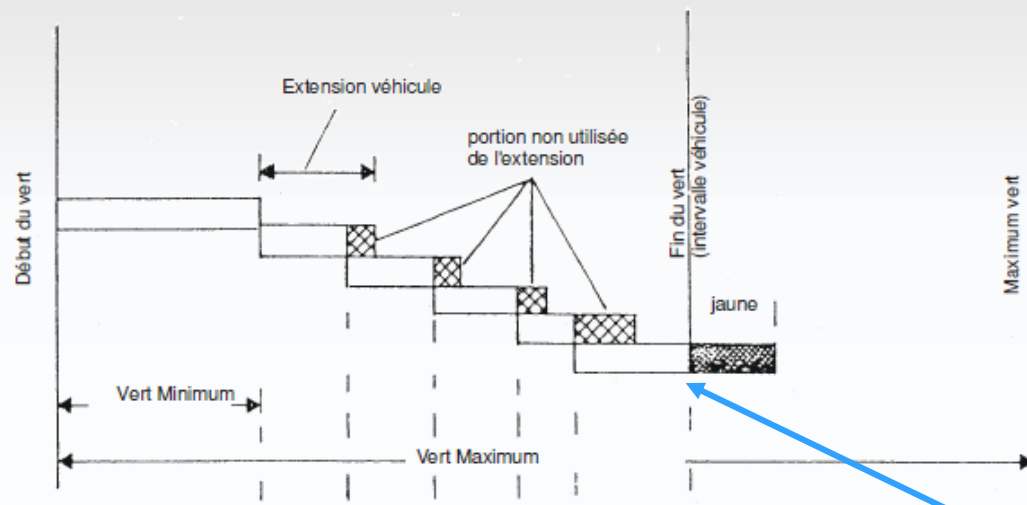 Extension véhicule
portion non utilisée
de l'extension
Début du vert
Fin du vert
(intervalle véhicule)
Maximum vert
jaune
Vert Minimum
Vert Maximum